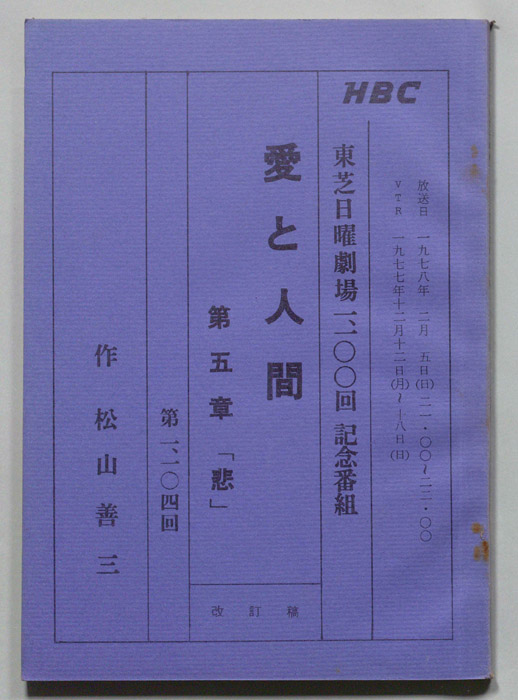 HBC
放送日 一九七八年 二月 五日(日)二一・〇〇〜二二・〇〇
VTR 一九七七年十二月十二日(月)〜一八日(日)
東芝日曜劇場一、一〇〇回記念番組
愛と人間
第五章「悲」
改訂稿
第一、一〇四回
作 松山善三